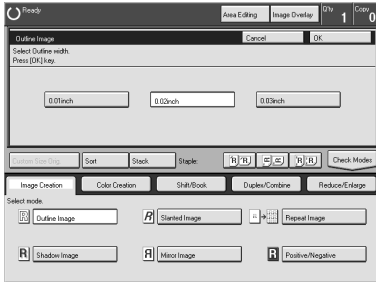 Ready
Area Editing Image Overlay Q'ty 1 Copy 0
Outline Image Cancel OK
Select Outline width.
Press [OK] key.
0.01inch 0.02inch 0.03inch
Custom Size Orig. Sort Stack Staple: Check Modes
Image Creation Color Creation Shift/Book Duplex/Combine Reduce/Enlarge
Select mode.
R Outline Image R Slanted Image Repeat Image
R Shadow Image Я Mirror Image R Positive/Negative